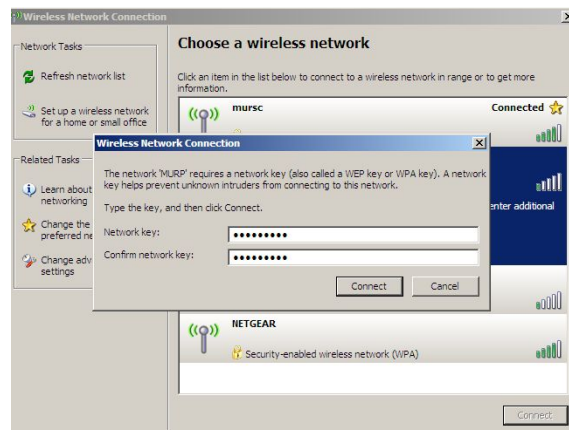 Wireless Network Connection
Network Tasks
Refresh network list
Set up a wireless network
for a home or small office
Related Tasks
Learn about
networking
Change the
preferred
Change
settings
Choose a wireless network
Click an item in the list below to connect to a wireless network in range or to get more
information.
mursc
Connected
enter additional
NETGEAR
Security-enabled wireless network (WPA)
Connect
Wireless Network Connection
The network 'MURP' requires a network key (also called a WEP key or WPA key). A network
key helps prevent unknown intruders from connecting to this network.
Type the key, and then click Connect.
Network key:
Confirm network key:
Connect
Cancel